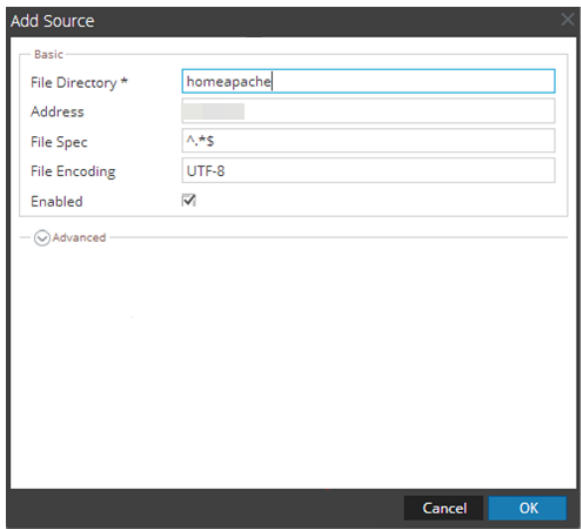 Add Source
Basic
File Directory * homeapache
Address
File Spec ^.*$
File Encoding UTF-8
Enabled
Advanced
Cancel OK